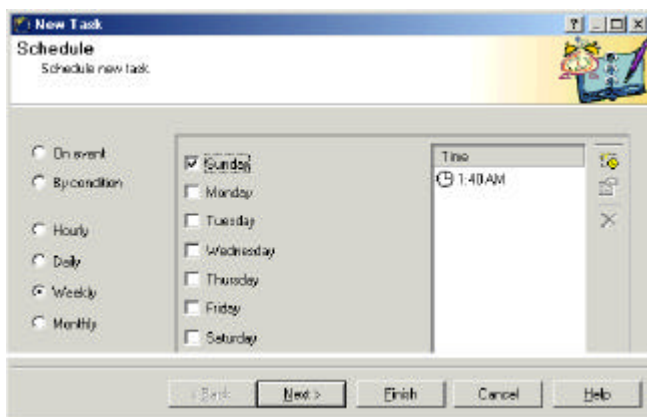 New Task
Schedule
Schedule new task
On event
By condition
Hourly
Daily
Weekly
Monthly
Sunday
Monday
Tuesday
Wednesday
Thursday
Friday
Saturday
Time
1:40 AM
< Back
Next >
Finish
Cancel
Help